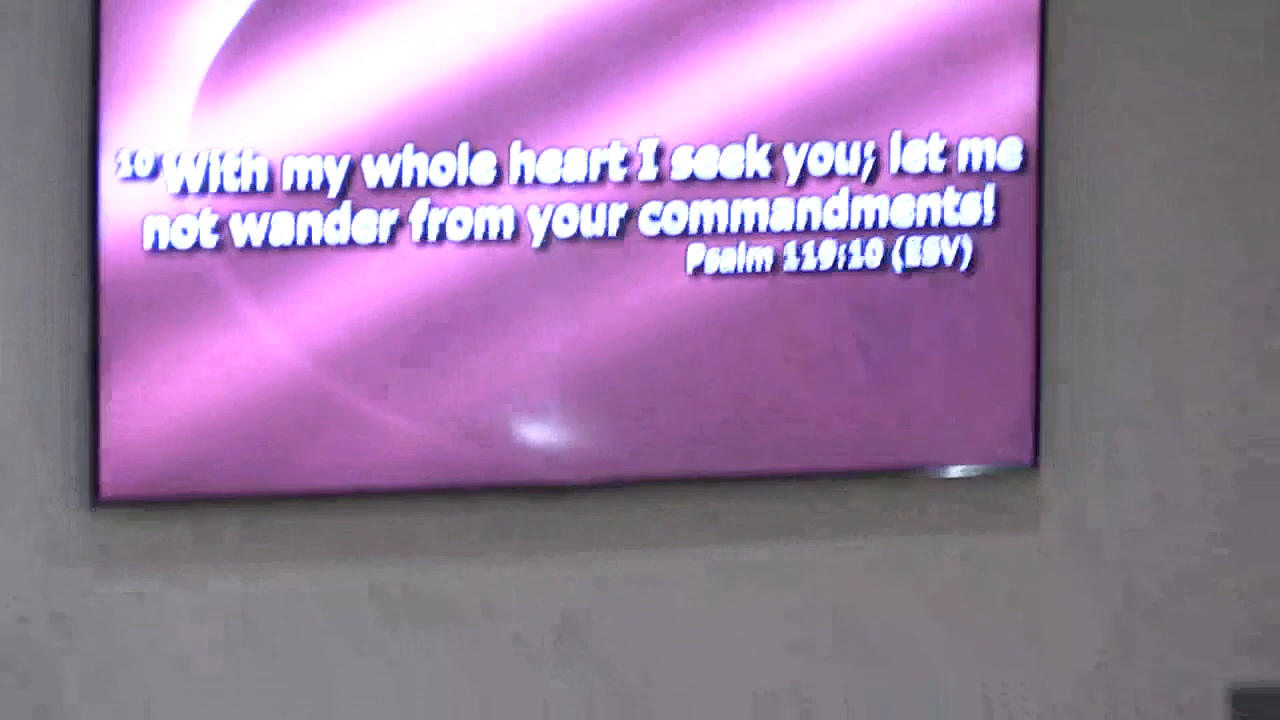 10 With my whole heart I seek you; let me
not wander from your commandments!
Psalm 119:10 (ESV)